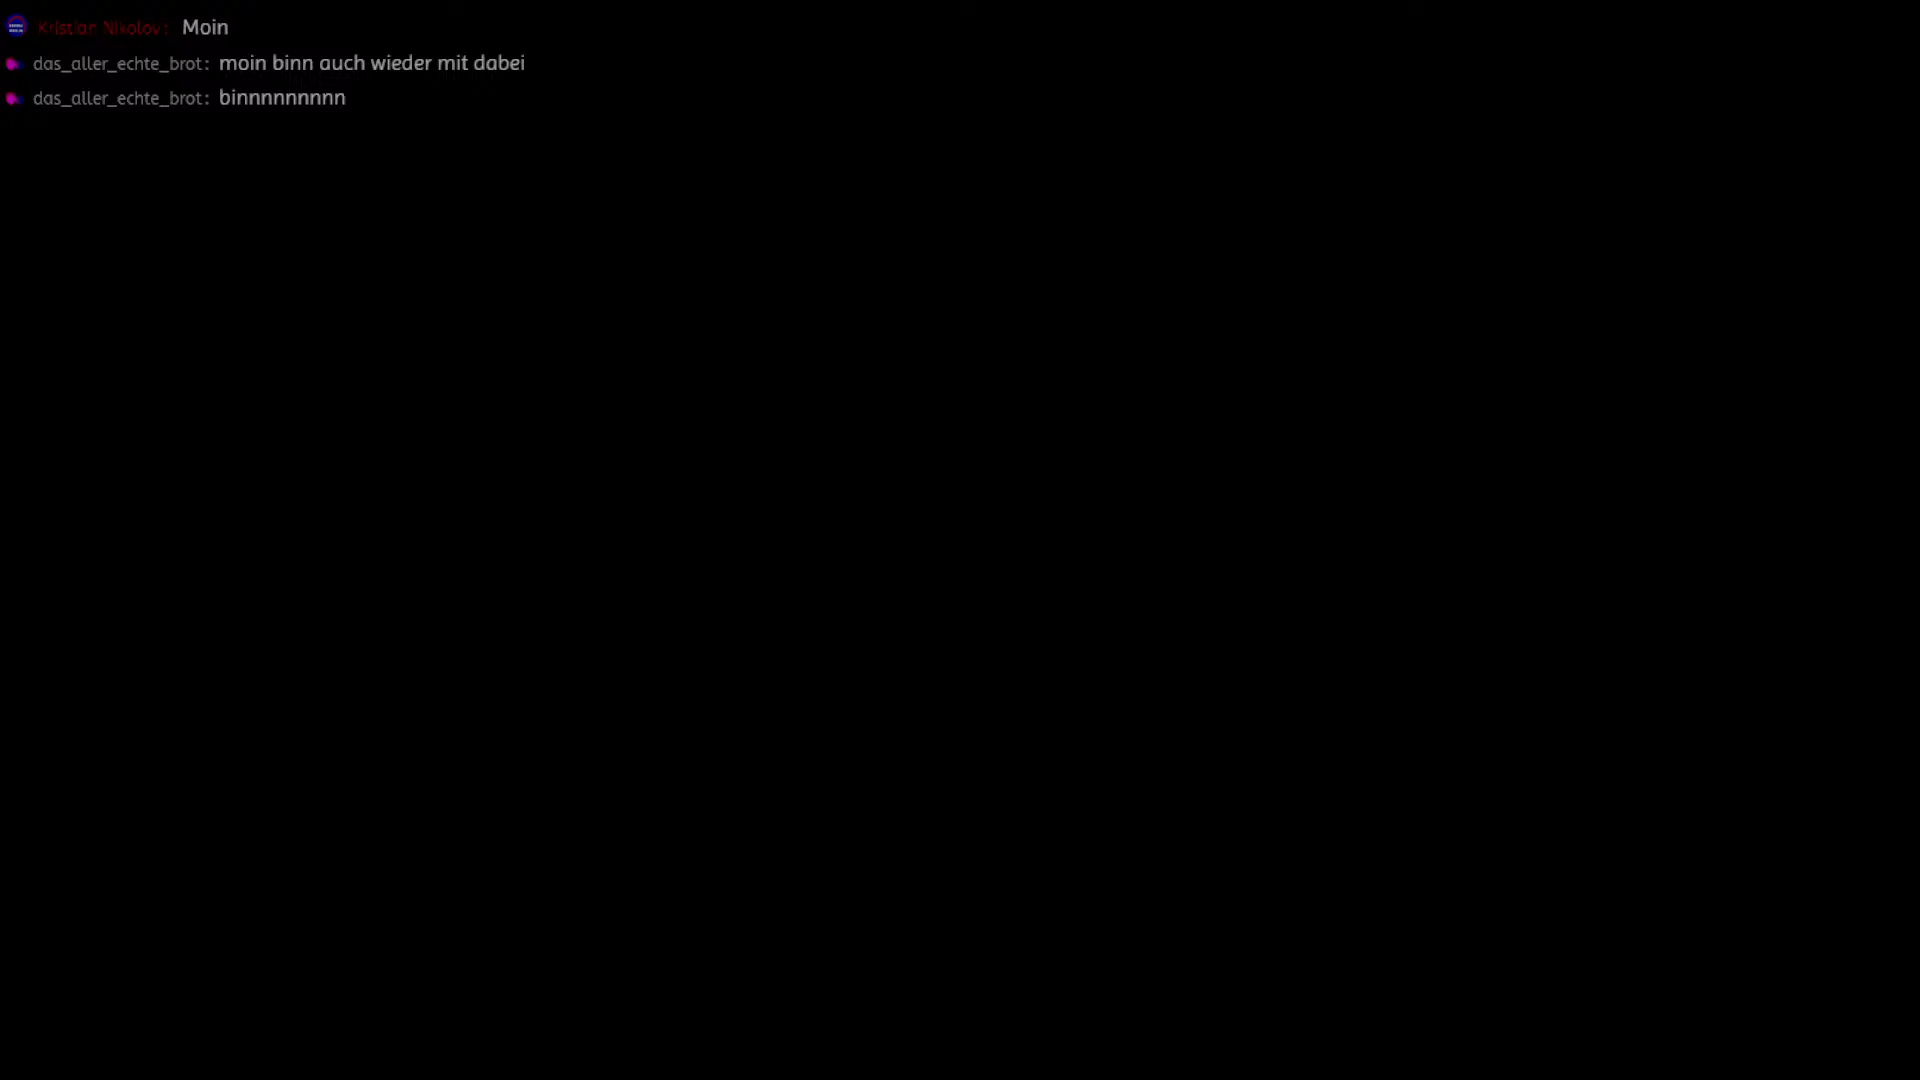 Kristian Nikolov: Moin
das_aller_echte_brot: moin binn auch wieder mit dabei
das_aller_echte_brot: binnnnnnnnn